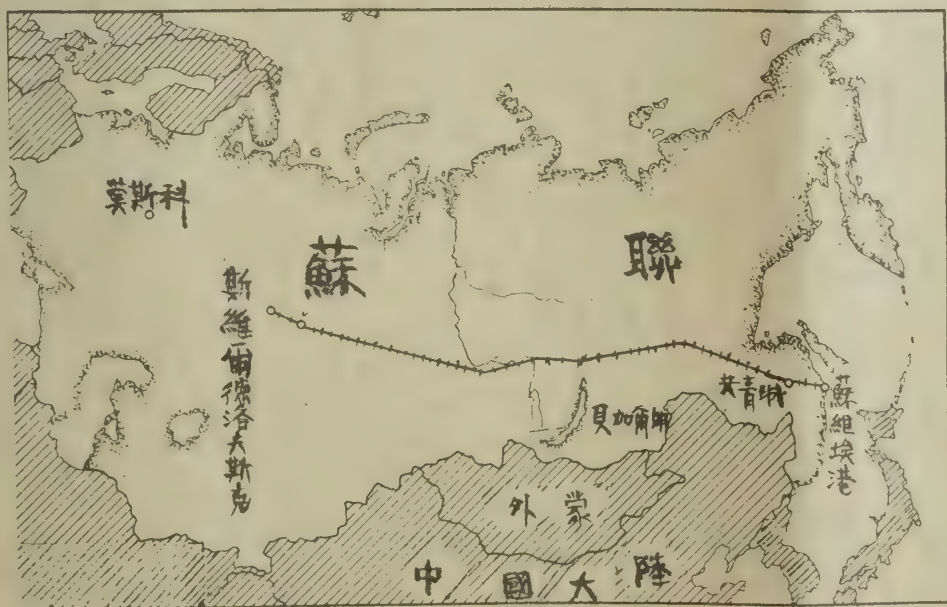 莫斯科
蘇 聯
斯維爾德洛夫斯克
貝加爾湖
共青城
蘇維埃港
外蒙
中國大陸